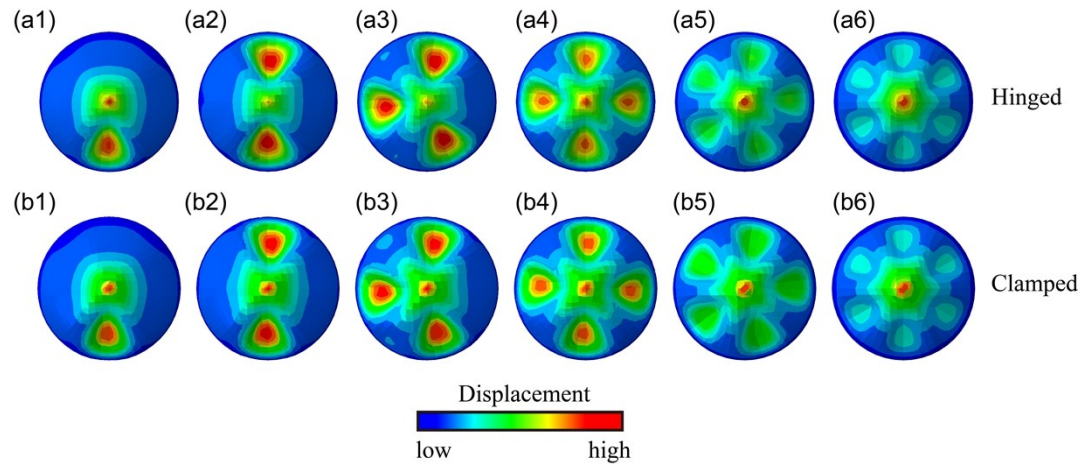 (a1) (a2) (a3) (a4) (a5) (a6)
Hinged
(b1) (b2) (b3) (b4) (b5) (b6)
Clamped
Displacement
low high